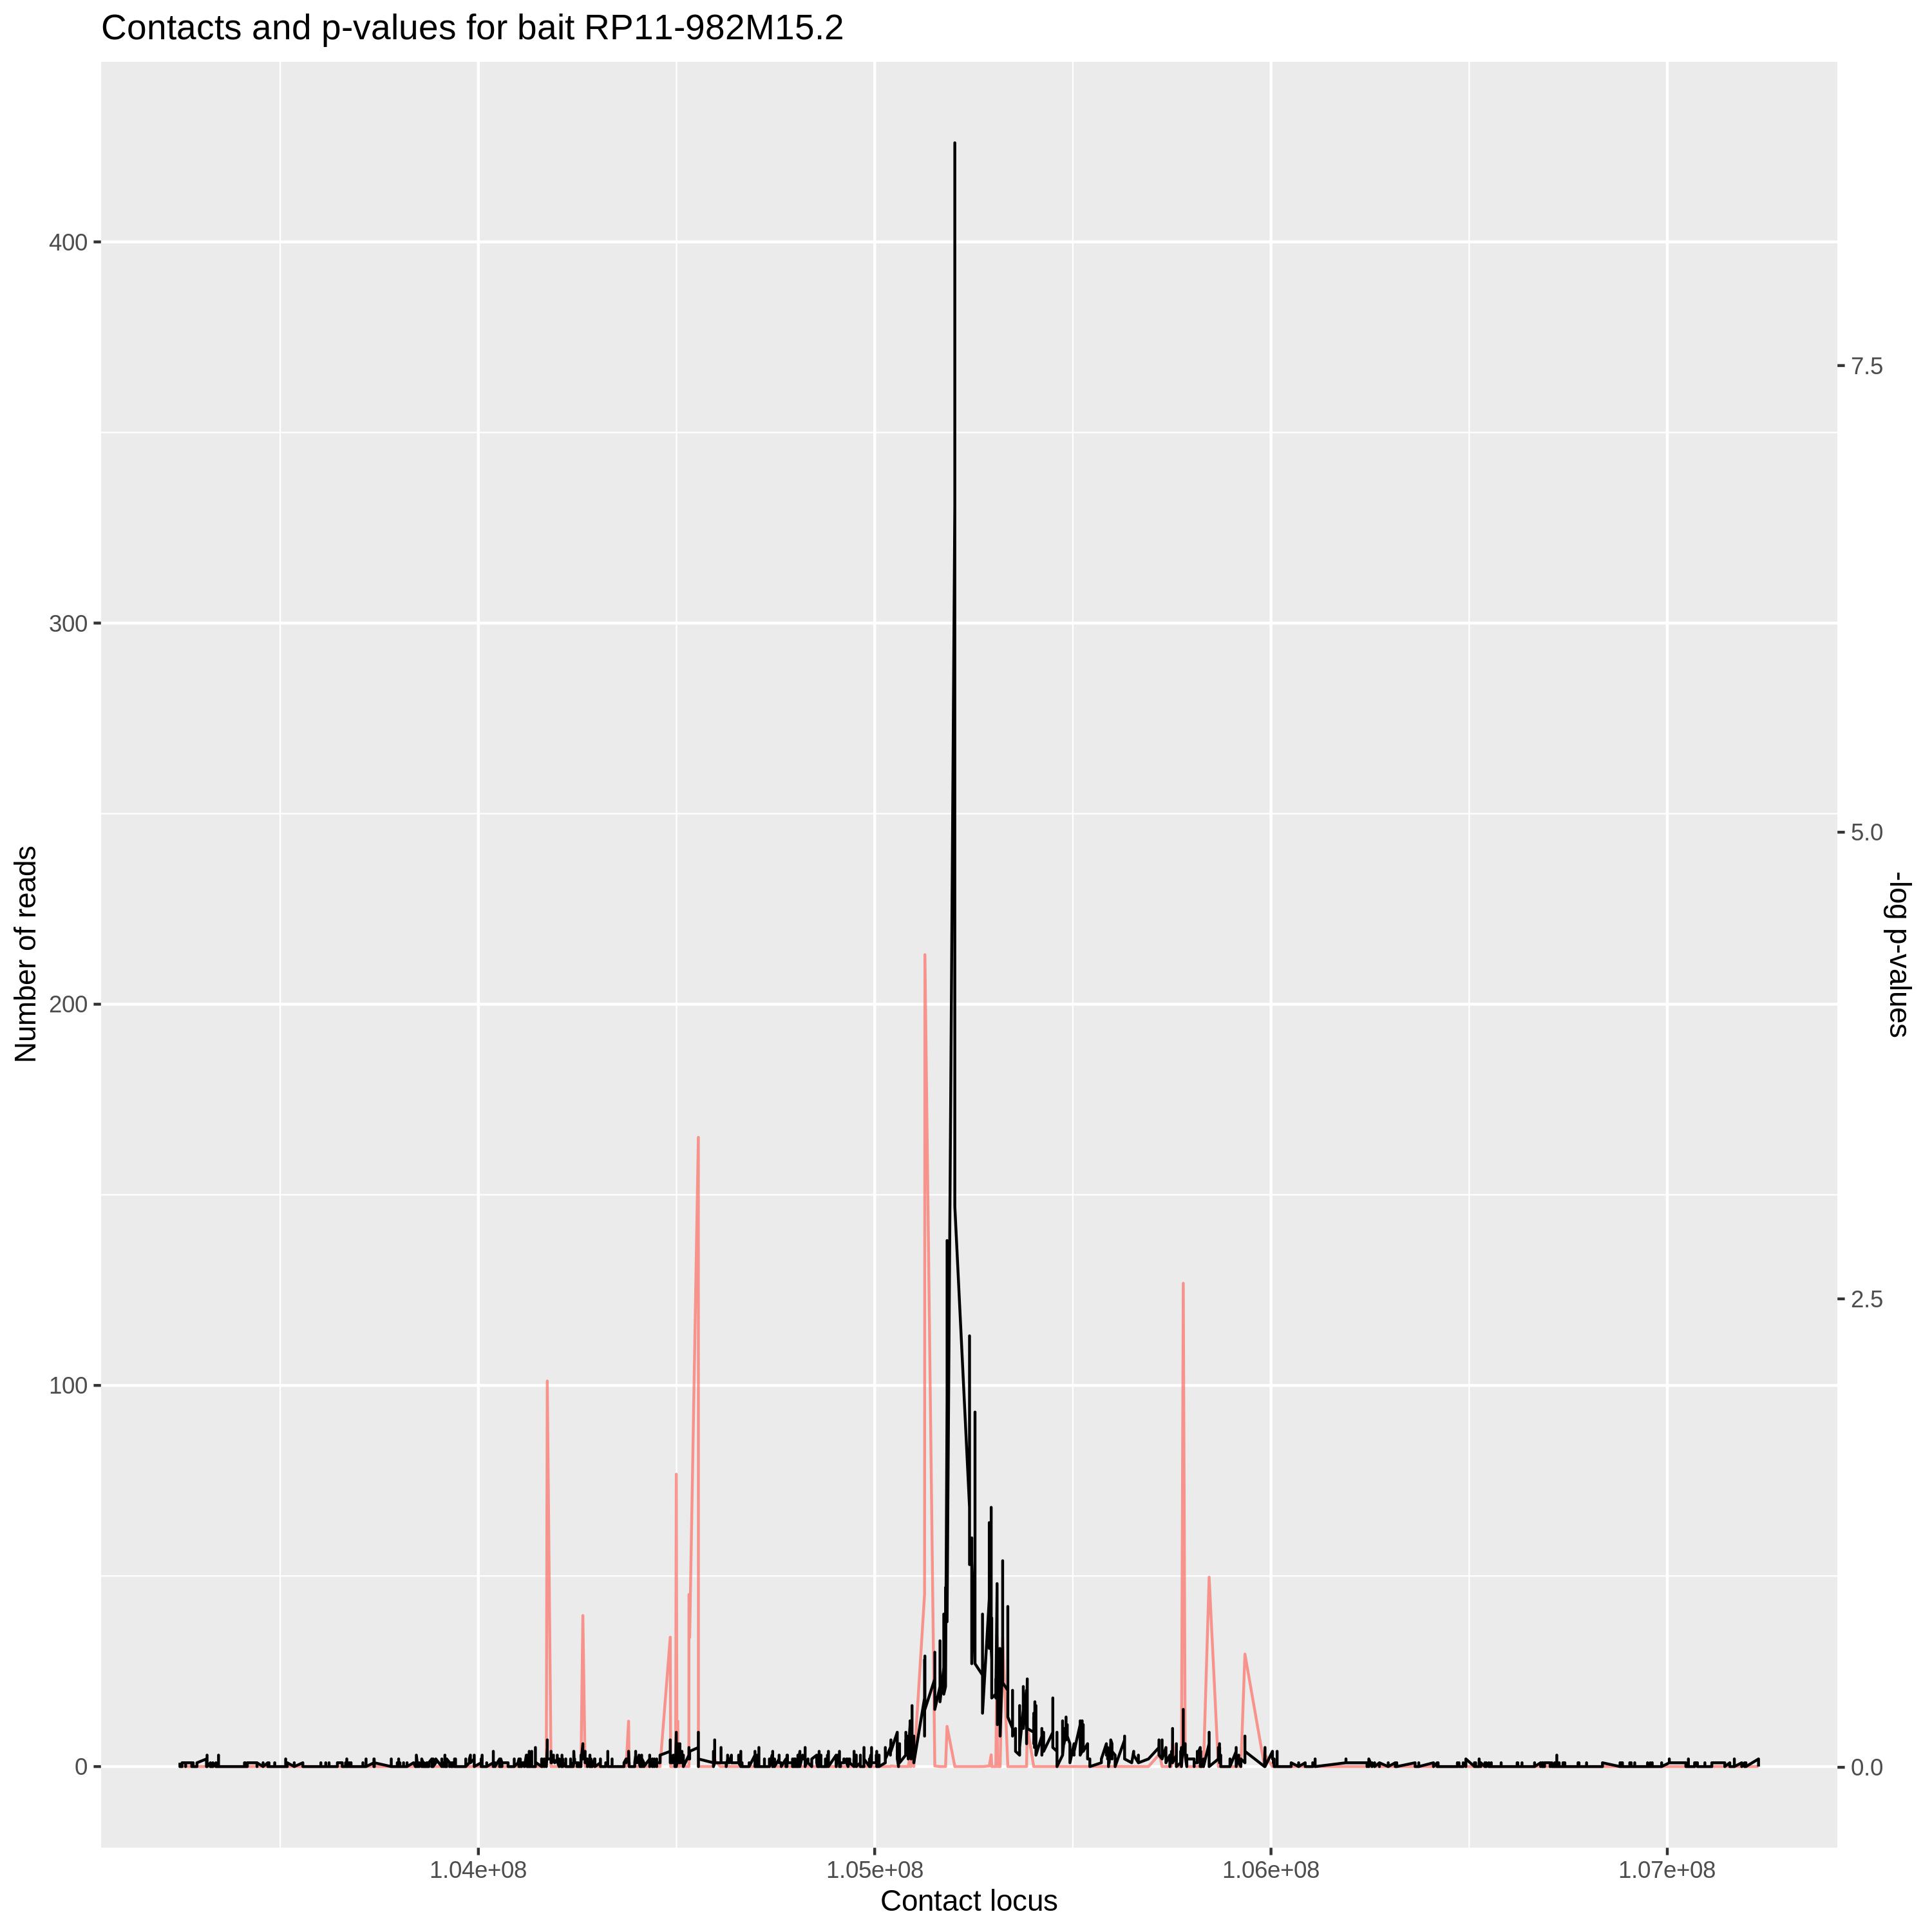 Contacts and p-values for bait RP11-982M15.2
400
300
200
100
0
Number of reads
7.5
5.0
2.5
0.0
-log p-values
1.04e+08
1.05e+08
1.06e+08
1.07e+08
Contact locus